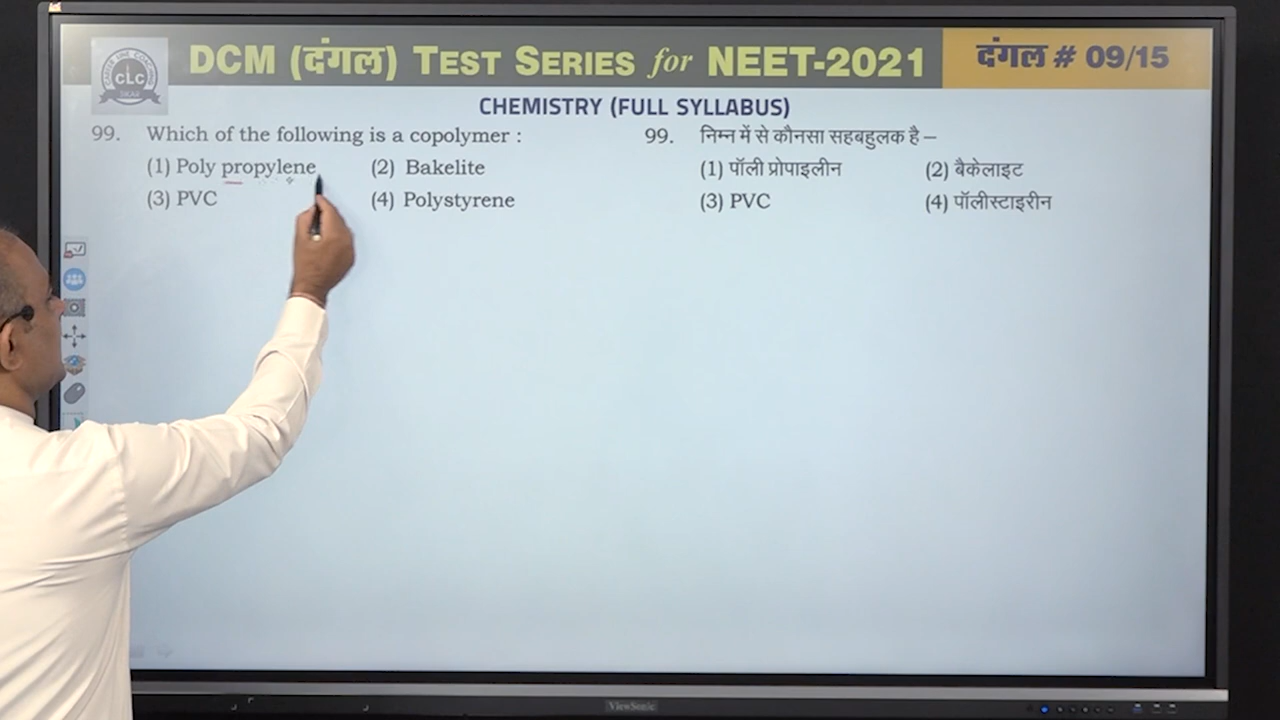 DCM (दंगल) TEST SERIES for NEET-2021
दंगल # 09/15
CLC
CHEMISTRY (FULL SYLLABUS)
99. Which of the following is a copolymer :
(1) Poly propylene (2) Bakelite
(3) PVC (4) Polystyrene
99. निम्न में से कौनसा सहबहुलक है –
(1) पॉली प्रोपाइलीन (2) बैकेलाइट
(3) PVC (4) पॉलीस्टाइरीन
ViewSonic